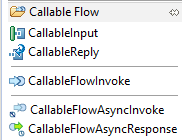 Callable Flow
CallableInput
CallableReply
CallableFlowInvoke
CallableFlowAsyncInvoke
CallableFlowAsyncResponse